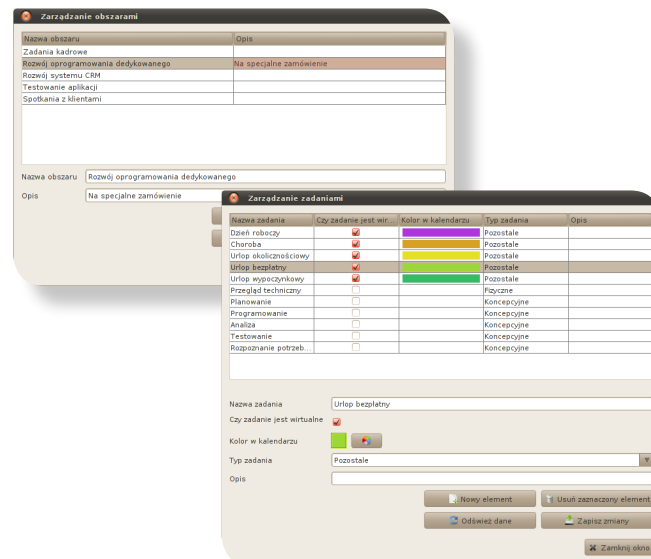 Zarządzanie obszarami
Nazwa obszaru Opis
Zadania kadrowe
Rozwój oprogramowania dedykowanego Na specjalne zamówienie
Rozwój systemu CRM
Testowanie aplikacji
Spotkania z klientami
Nazwa obszaru Rozwój oprogramowania dedykowanego
Opis Na specjalne zamówienie
Zarządzanie zadaniami
Nazwa zadania Czy zadanie jest wir... Kolor w kalendarzu Typ zadania Opis
Dzień roboczy Pozostałe
Choroba Pozostałe
Urlop okolicznościowy Pozostałe
Urlop bezpłatny Pozostałe
Urlop wypoczynkowy Pozostałe
Przegląd techniczny Fizyczne
Planowanie Koncepcyjne
Programowanie Koncepcyjne
Analiza Koncepcyjne
Testowanie Koncepcyjne
Rozpoznanie potrzeb... Koncepcyjne
Nazwa zadania Urlop bezpłatny
Czy zadanie jest wirtualne
Kolor w kalendarzu
Typ zadania Pozostałe
Opis
Nowy element Usuń zaznaczony element
Odśwież dane Zapisz zmiany
Zamknij okno